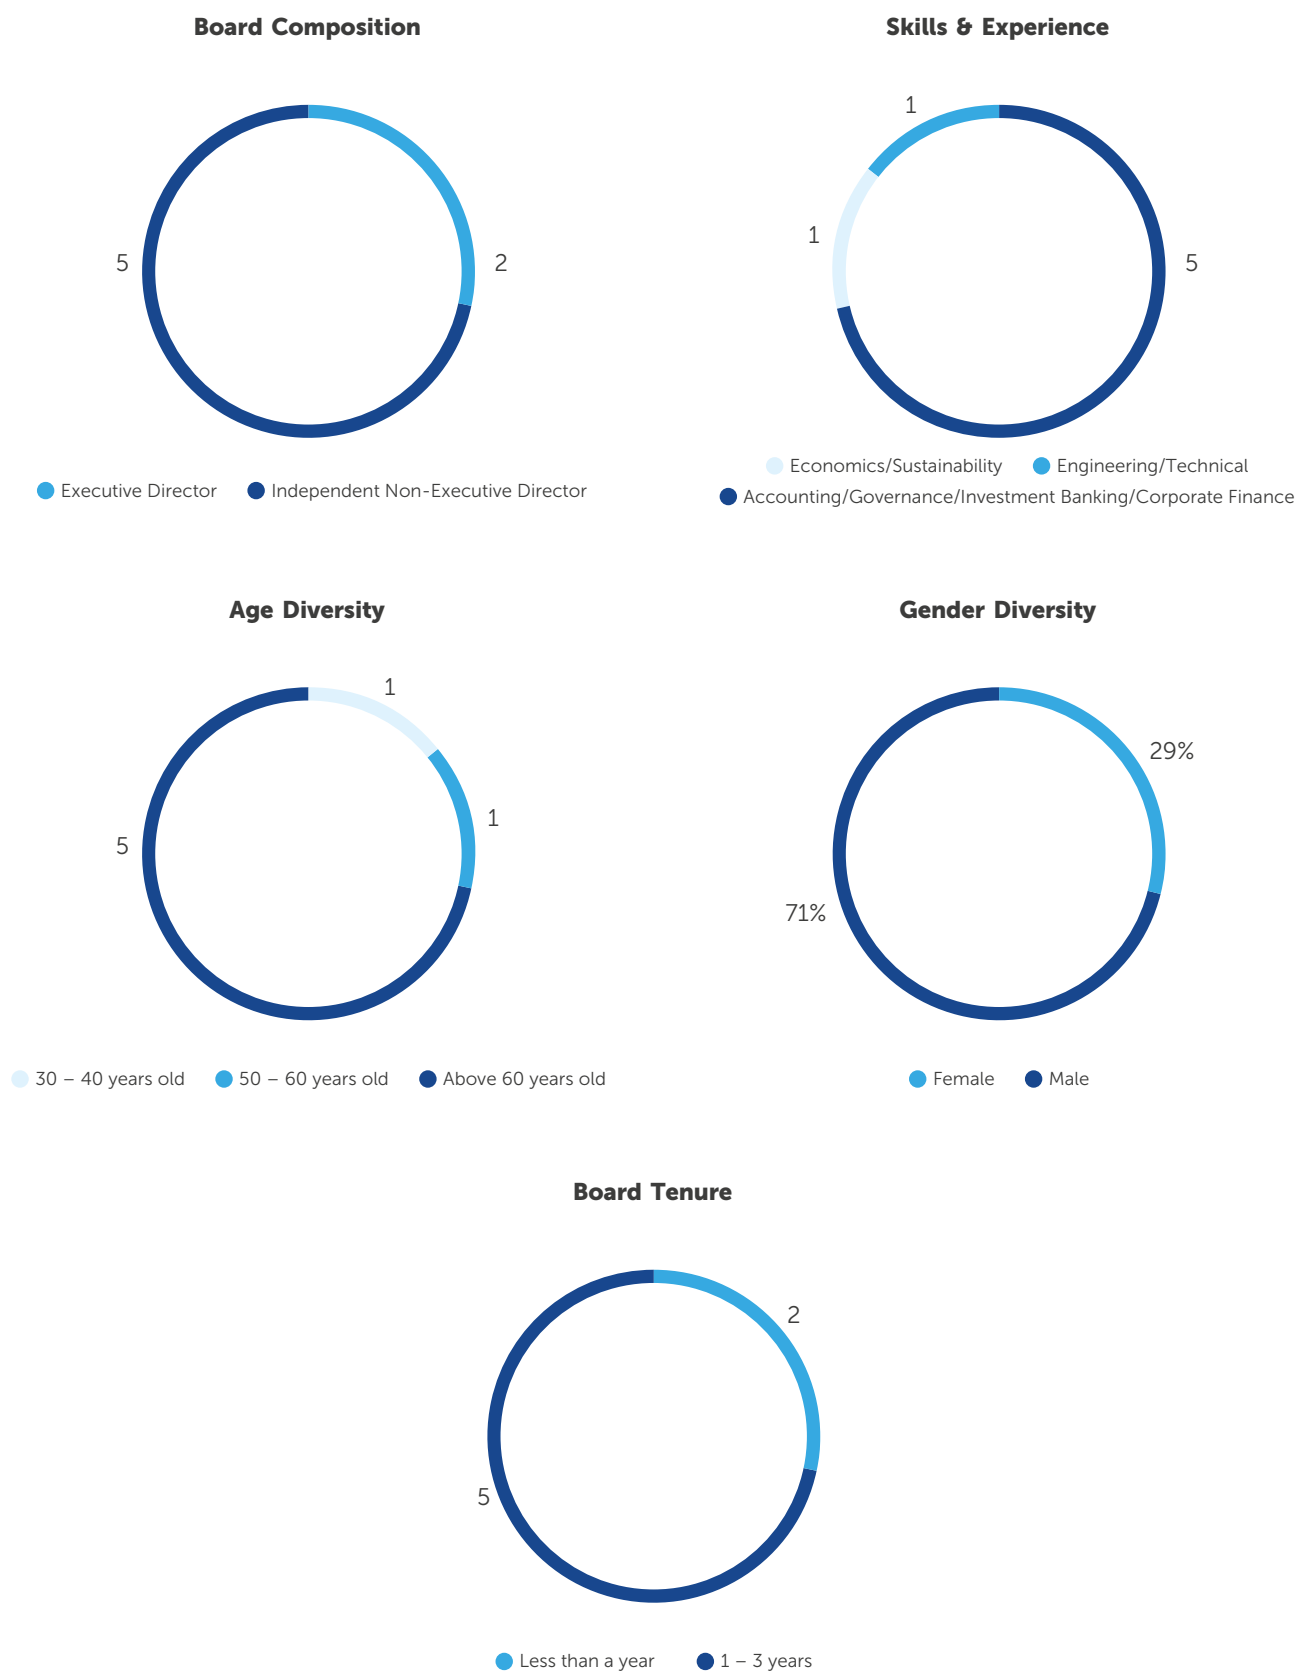 Board Composition
5
2
Executive Director
Independent Non-Executive Director
Skills & Experience
1
1
5
Economics/Sustainability
Engineering/Technical
Accounting/Governance/Investment Banking/Corporate Finance
Age Diversity
1
1
5
30 – 40 years old
50 – 60 years old
Above 60 years old
Gender Diversity
29%
71%
Female
Male
Board Tenure
2
5
Less than a year
1 – 3 years